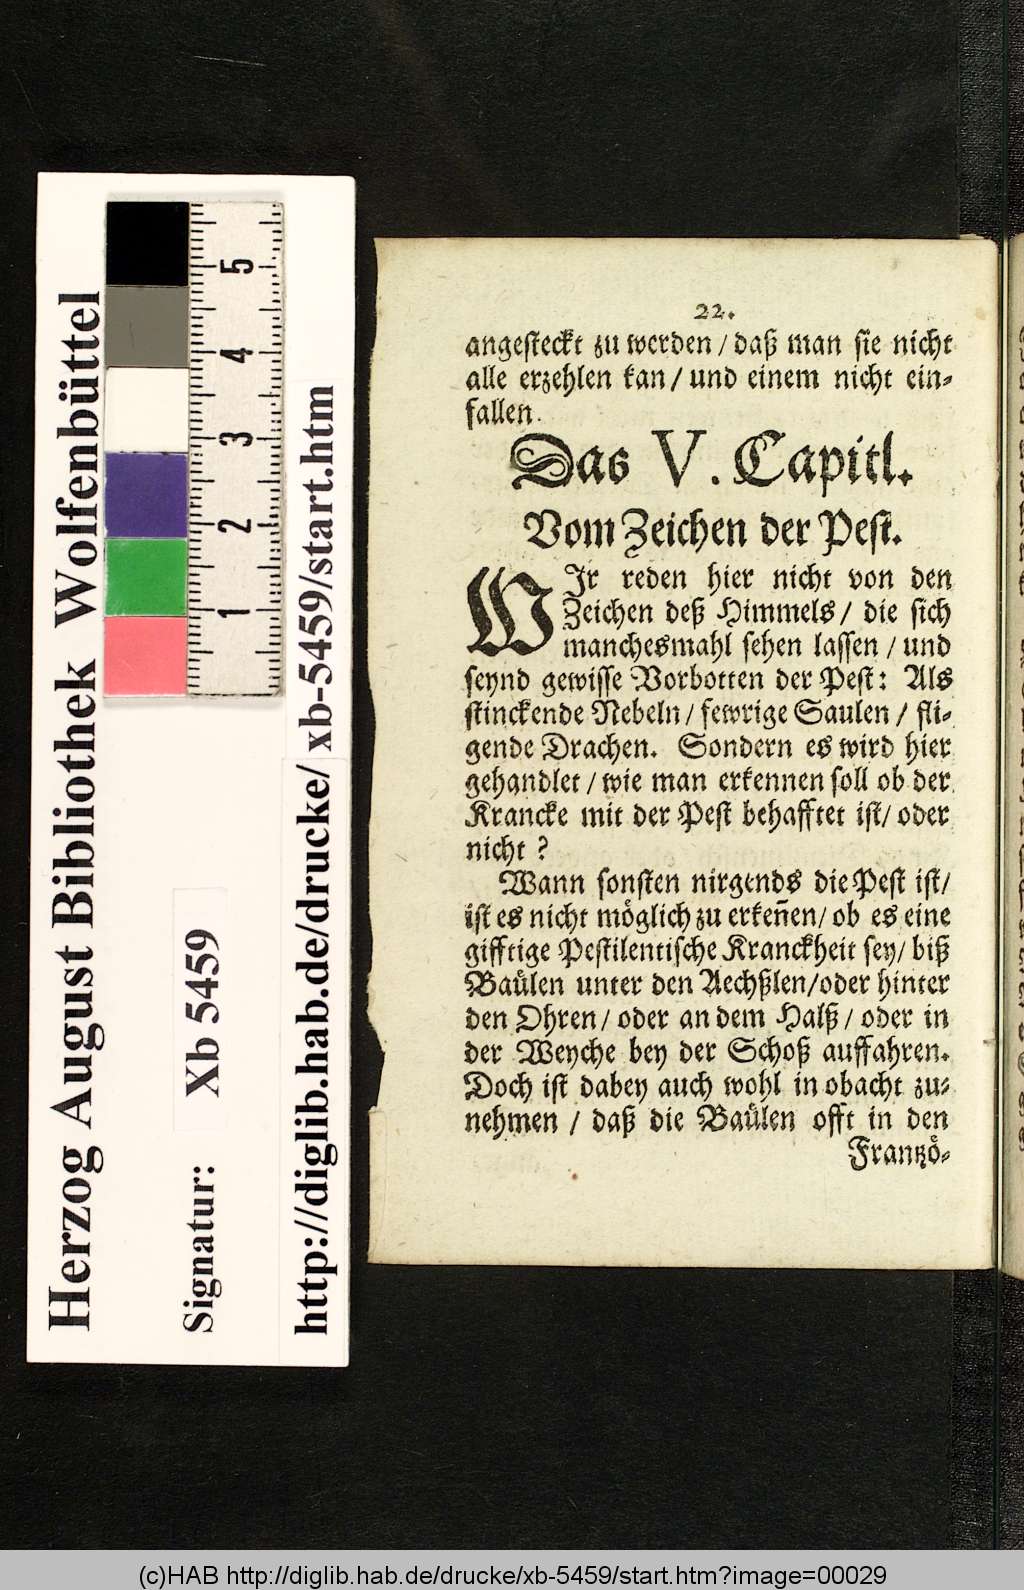 Herzog August Bibliothek Wolfenbüttel
Signatur: Xb 5459
http://diglib.hab.de/drucke/xb-5459/start.htm
5
4
3
2
1
22.
angesteckt zu werden / daß man sie nicht
alle erzehlen kan / und einem nicht ein-
fallen.
Das V. Capitl.
Vom Zeichen der Pest.
WJr reden hier nicht von den
Zeichen deß Himmels / die sich
manchesmahl sehen lassen / und
seynd gewisse Vorbotten der Pest: Als
stinckende Nebeln / fewrige Saulen / fli-
gende Drachen. Sondern es wird hier
gehandlet / wie man erkennen soll ob der
Krancke mit der Pest behafftet ist / oder
nicht ?
Wann sonsten nirgends die Pest ist /
ist es nicht möglich zu erkeñen / ob es eine
gifftige Pestilentische Kranckheit sey / biß
Baülen unter den Aechßlen / oder hinter
den Ohren / oder an dem Halß / oder in
der Weyche bey der Schoß auffahren.
Doch ist dabey auch wohl in obacht zu-
nehmen / daß die Baülen offt in den
Frantzö-
(c)HAB http://diglib.hab.de/drucke/xb-5459/start.htm?image=00029